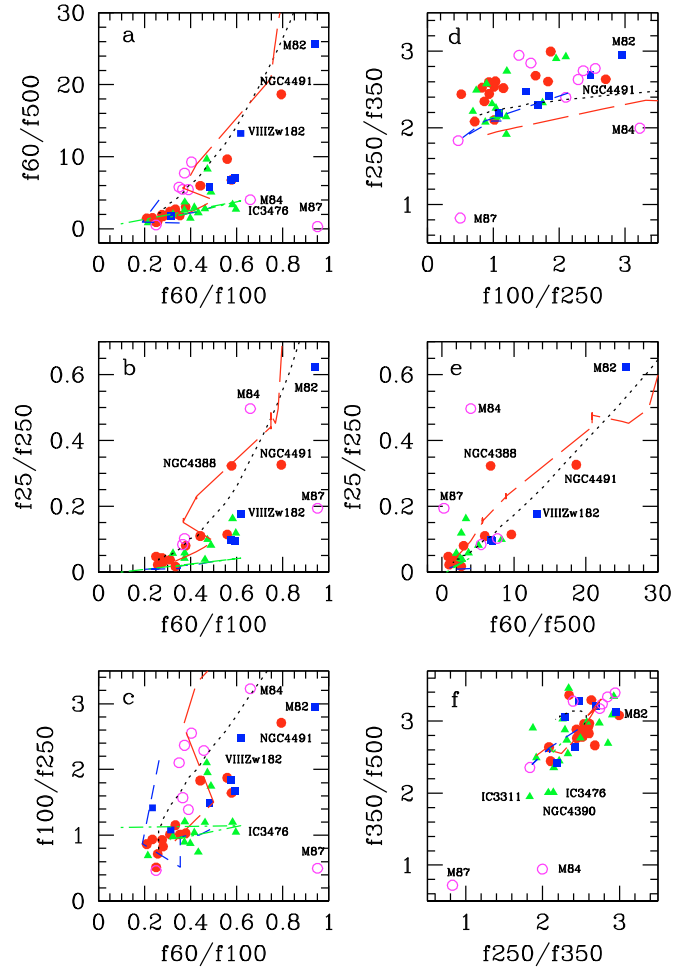 a
M82
NGC4491
VIIIZw182
M84
M87
IC3476
30
20
10
0
f60/f500
0 0.2 0.4 0.6 0.8 1
f60/f100
d
M82
NGC4491
M84
M87
3
2
1
f250/f350
0 1 2 3
f100/f250
b
M82
M84
NGC4388
NGC4491
M87
VIIIZw182
0.6
0.4
0.2
0
f25/f250
0 0.2 0.4 0.6 0.8 1
f60/f100
e
M82
M84
NGC4388
NGC4491
M87
VIIIZw182
0.6
0.4
0.2
0
f25/f250
0 10 20 30
f60/f500
c
M84
M82
NGC4491
VIIIZw182
IC3476
M87
3
2
1
0
f100/f250
0 0.2 0.4 0.6 0.8 1
f60/f100
f
M82
IC3311
IC3476
NGC4390
M84
M87
3
2
1
f350/f500
1 2 3
f250/f350